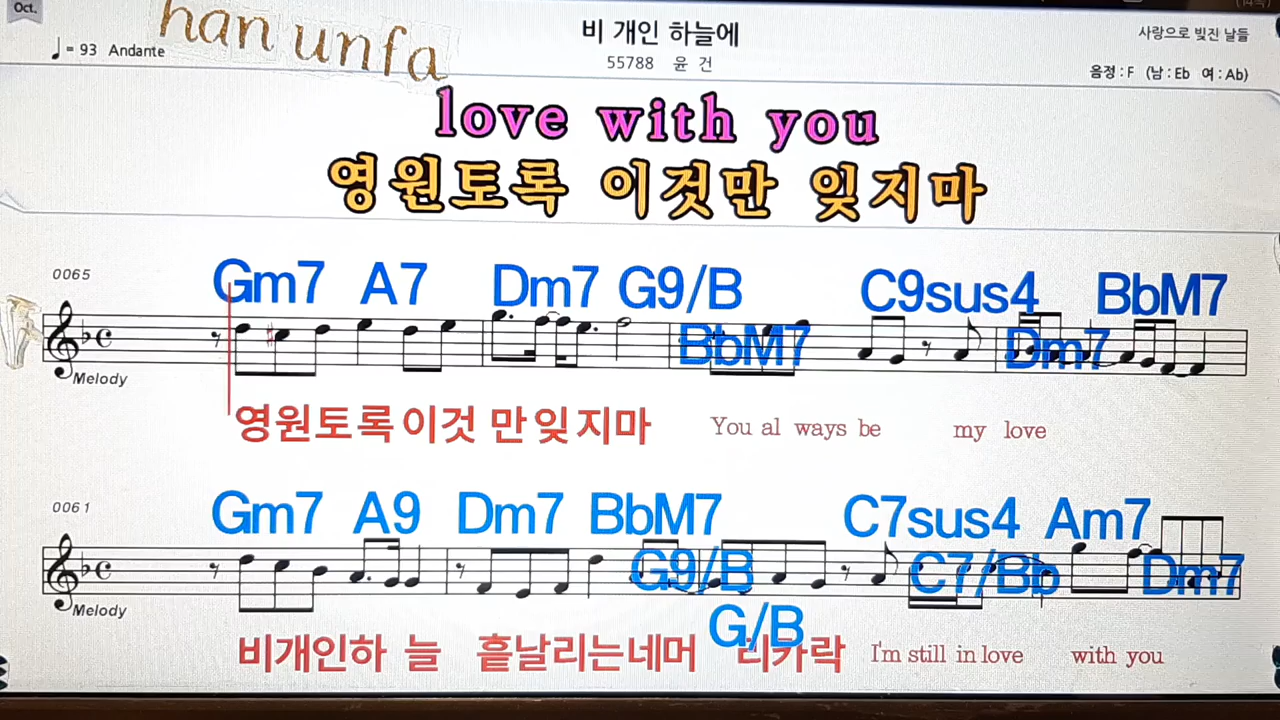 Oct.
han unfa
비 개인 하늘에
사랑으로 빚진 날들
♩= 93 Andante
55788 윤 건
음정 : F (남 : Eb 여 : Ab)
love with you
영원토록 이것만 잊지마
0065
Gm7 A7 Dm7 G9/B C9sus4 BbM7
BbM7 Dm7
Melody
영원토록이것 만잊지마 You al ways be my love
0061
Gm7 A9 Dm7 BbM7 C7sus4 Am7
G9/B C7/Bb Dm7
Melody
G/B
비개인하 늘 흩날리는네머 리카락 I'm still in love with you